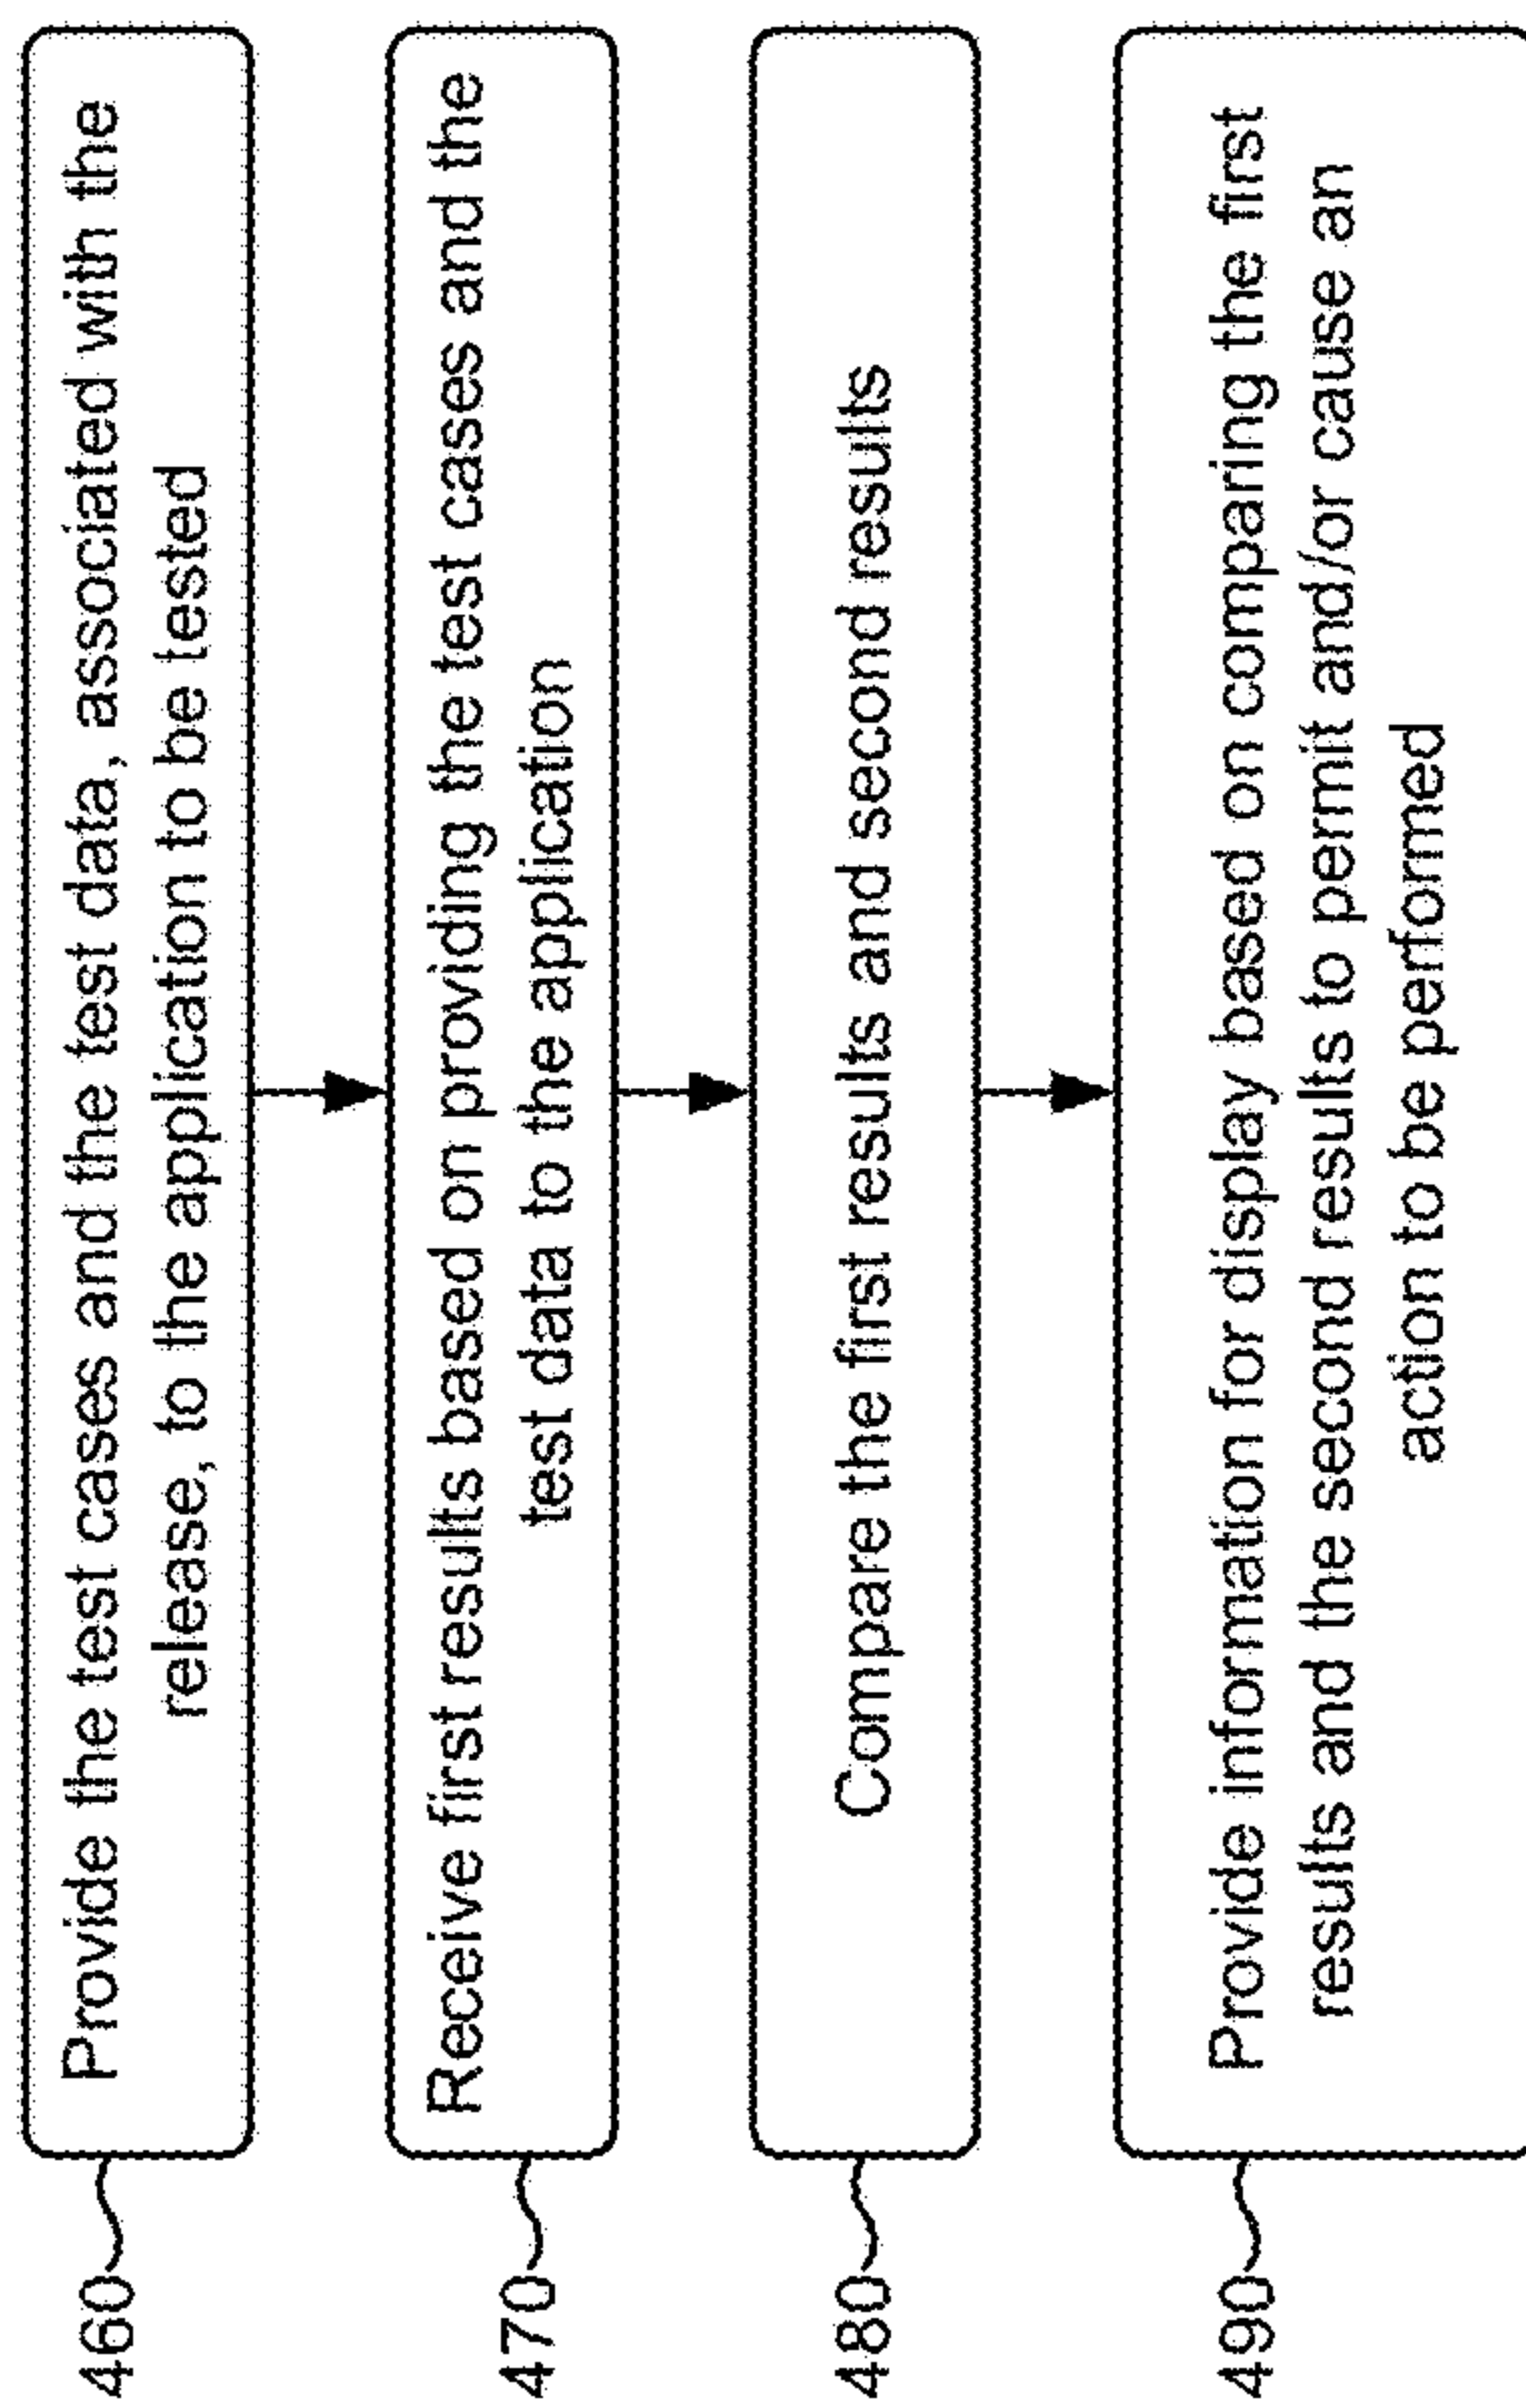 460
Provide the test cases and the test data, associated with the
release, to the application to be tested
470
Receive first results based on providing the test cases and the
test data to the application
480
Compare the first results and second results
490
Provide information for display based on comparing the first
results and the second results to permit and/or cause an
action to be performed